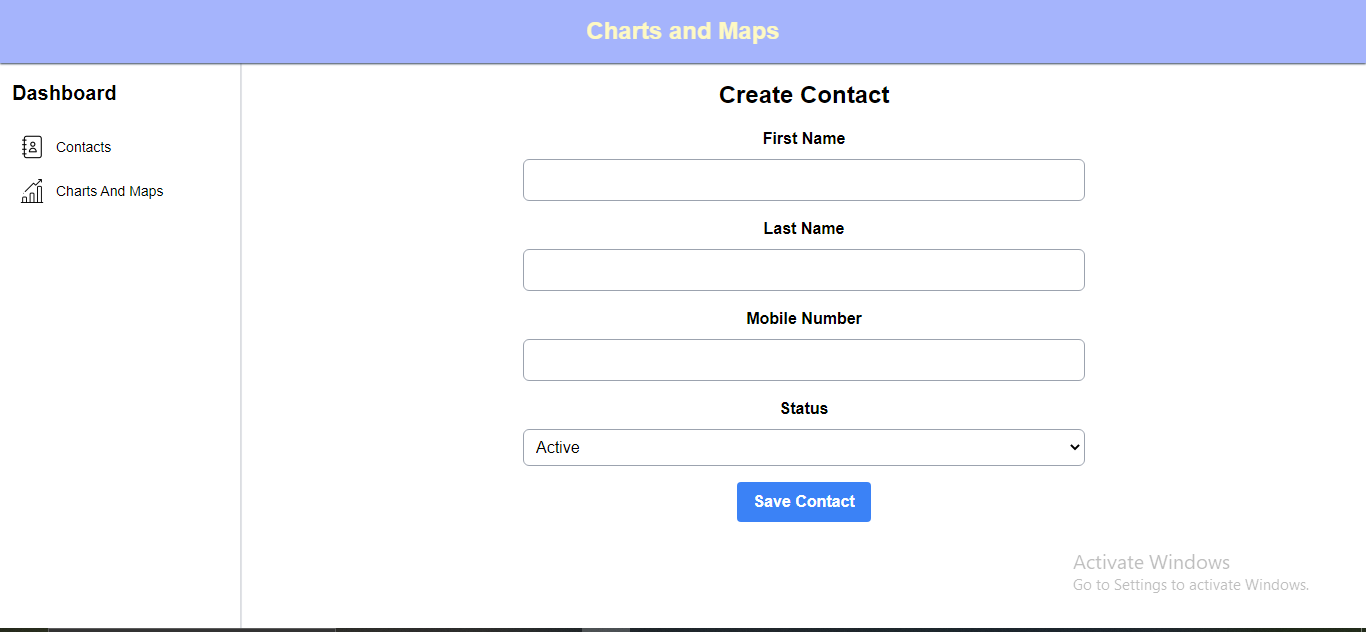 Charts and Maps
Dashboard
Contacts
Charts And Maps
Create Contact
First Name
Last Name
Mobile Number
Status
Active
Save Contact
Activate Windows
Go to Settings to activate Windows.